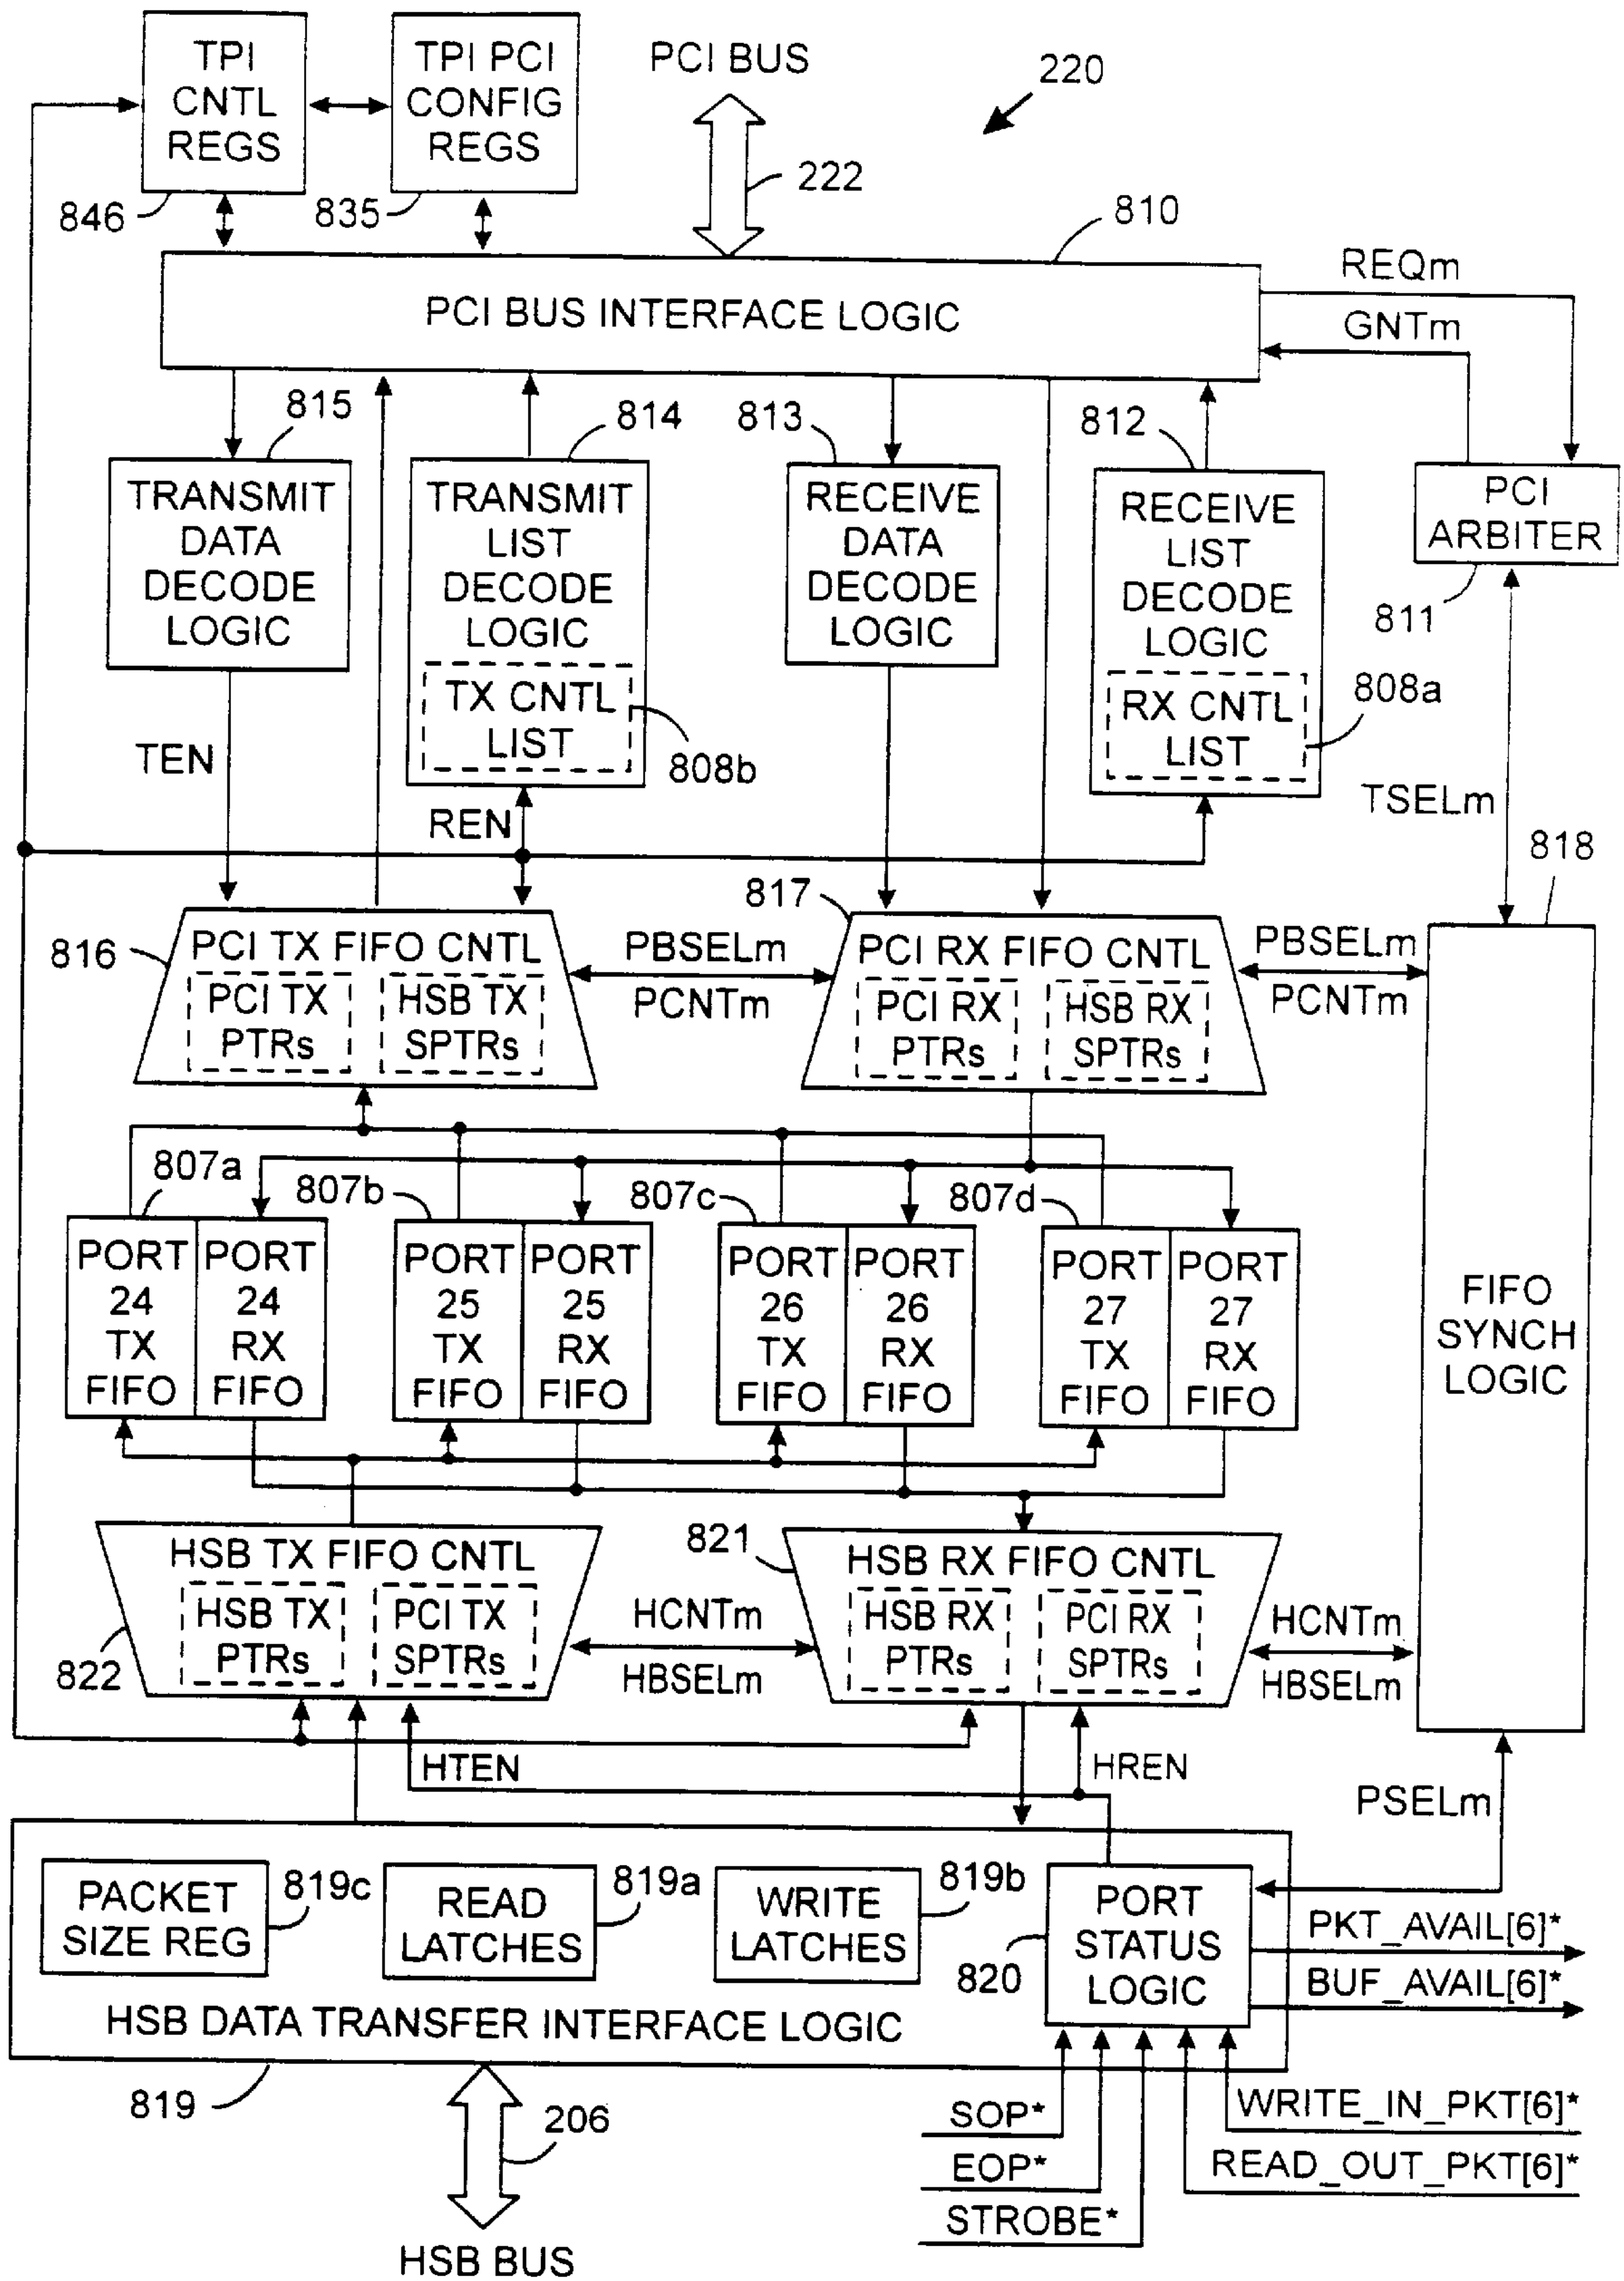 TPI
CNTL
REGS
TPI PCI
CONFIG
REGS
PCI BUS
220
846
835
222
810
PCI BUS INTERFACE LOGIC
REQm
GNTm
815
814
813
812
TRANSMIT
DATA
DECODE
LOGIC
TRANSMIT
LIST
DECODE
LOGIC
TX CNTL
LIST
808b
RECEIVE
DATA
DECODE
LOGIC
RECEIVE
LIST
DECODE
LOGIC
RX CNTL
LIST
808a
PCI
ARBITER
811
TEN
REN
TSELm
818
816
PCI TX FIFO CNTL
PCI TX
PTRs
HSB TX
SPTRs
PBSELm
PCNTm
817
PCI RX FIFO CNTL
PCI RX
PTRs
HSB RX
SPTRs
PBSELm
PCNTm
807a
807b
807c
807d
PORT
24
TX
FIFO
PORT
24
RX
FIFO
PORT
25
TX
FIFO
PORT
25
RX
FIFO
PORT
26
TX
FIFO
PORT
26
RX
FIFO
PORT
27
TX
FIFO
PORT
27
RX
FIFO
FIFO
SYNCH
LOGIC
HSB TX FIFO CNTL
HSB TX
PTRs
PCI TX
SPTRs
822
HCNTm
HBSELm
821
HSB RX FIFO CNTL
HSB RX
PTRs
PCI RX
SPTRs
HCNTm
HBSELm
HTEN
HREN
PSELm
PACKET
SIZE REG
819c
READ
LATCHES
819a
WRITE
LATCHES
819b
PORT
STATUS
LOGIC
820
PKT_AVAIL[6]*
BUF_AVAIL[6]*
HSB DATA TRANSFER INTERFACE LOGIC
819
206
SOP*
WRITE_IN_PKT[6]*
EOP*
READ_OUT_PKT[6]*
STROBE*
HSB BUS